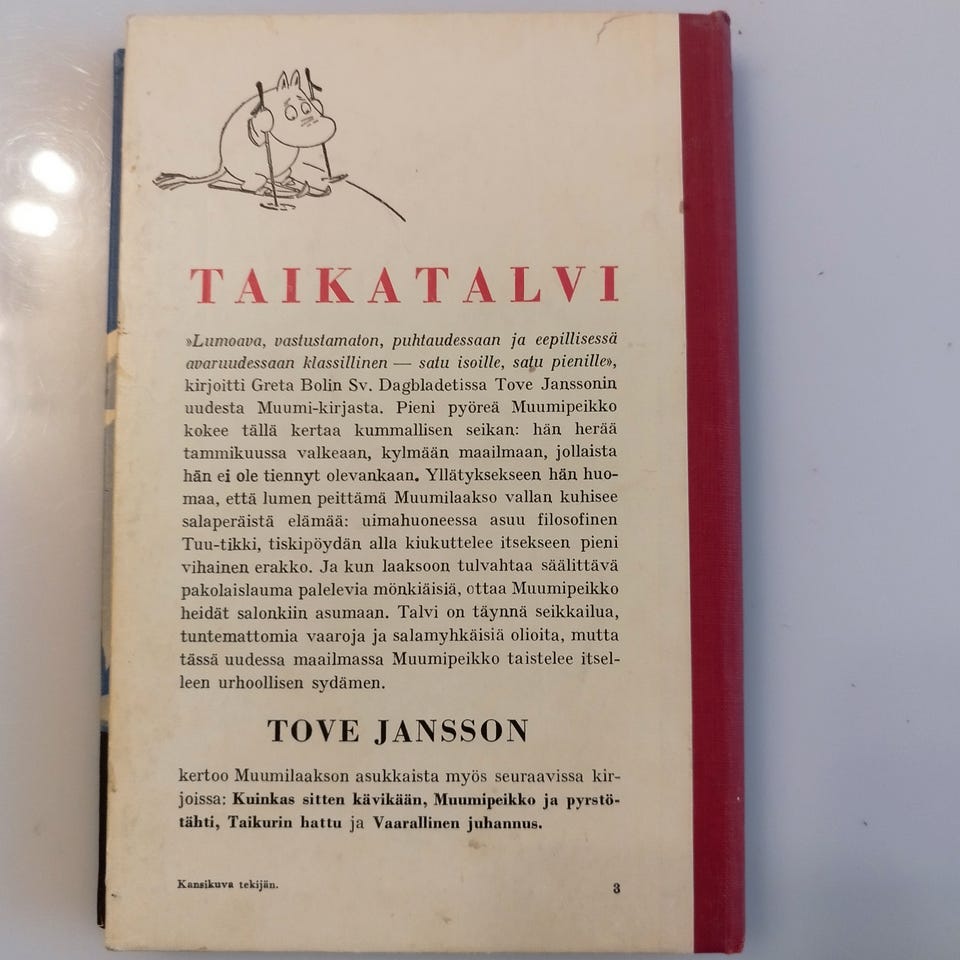 TAIKATALVI
»Lumoava, vastustamaton, puhtaudessaan ja eepillisessä
avaruudessaan klassillinen — satu isoille, satu pienille»,
kirjoitti Greta Bolin Sv. Dagbladetissa Tove Janssonin
uudesta Muumi-kirjasta. Pieni pyöreä Muumipeikko
kokee tällä kertaa kummallisen seikan: hän herää
tammikuussa valkeaan, kylmään maailmaan, jollaista
hän ei ole tiennyt olevankaan. Yllätyksekseen hän huo-
maa, että lumen peittämä Muumilaakso vallan kuhisee
salaperäistä elämää: uimahuoneessa asuu filosofinen
Tuu-tikki, tiskipöydän alla kiukuttelee itsekseen pieni
vihainen erakko. Ja kun laaksoon tulvahtaa säälittävä
pakolaislauma palelevia mönkiäisiä, ottaa Muumipeikko
heidät salonkiin asumaan. Talvi on täynnä seikkailua,
tuntemattomia vaaroja ja salamyhkäisiä olioita, mutta
tässä uudessa maailmassa Muumipeikko taistelee itsel-
leen urhoollisen sydämen.
TOVE JANSSON
kertoo Muumilaakson asukkaista myös seuraavissa kir-
joissa: Kuinkas sitten kävikään, Muumipeikko ja pyrstö-
tähti, Taikurin hattu ja Vaarallinen juhannus.
Kansikuva tekijän. 3